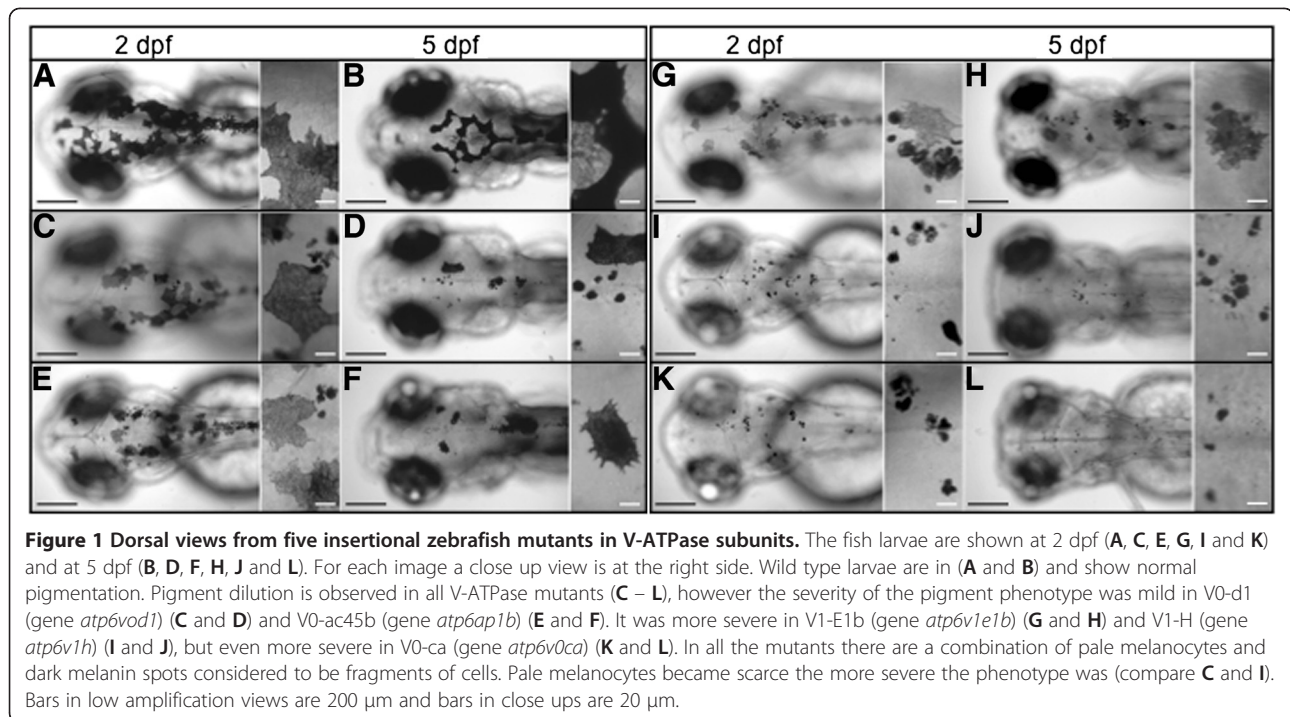 2 dpf 5 dpf 2 dpf 5 dpf
A B G H
C D I J
E F K L
Figure 1 Dorsal views from five insertional zebrafish mutants in V-ATPase subunits. The fish larvae are shown at 2 dpf (A, C, E, G, I and K)
and at 5 dpf (B, D, F, H, J and L). For each image a close up view is at the right side. Wild type larvae are in (A and B) and show normal
pigmentation. Pigment dilution is observed in all V-ATPase mutants (C – L), however the severity of the pigment phenotype was mild in V0-d1
(gene atp6vod1) (C and D) and V0-ac45b (gene atp6ap1b) (E and F). It was more severe in V1-E1b (gene atp6v1e1b) (G and H) and V1-H (gene
atp6v1h) (I and J), but even more severe in V0-ca (gene atp6v0ca) (K and L). In all the mutants there are a combination of pale melanocytes and
dark melanin spots considered to be fragments of cells. Pale melanocytes became scarce the more severe the phenotype was (compare C and I).
Bars in low amplification views are 200 μm and bars in close ups are 20 μm.